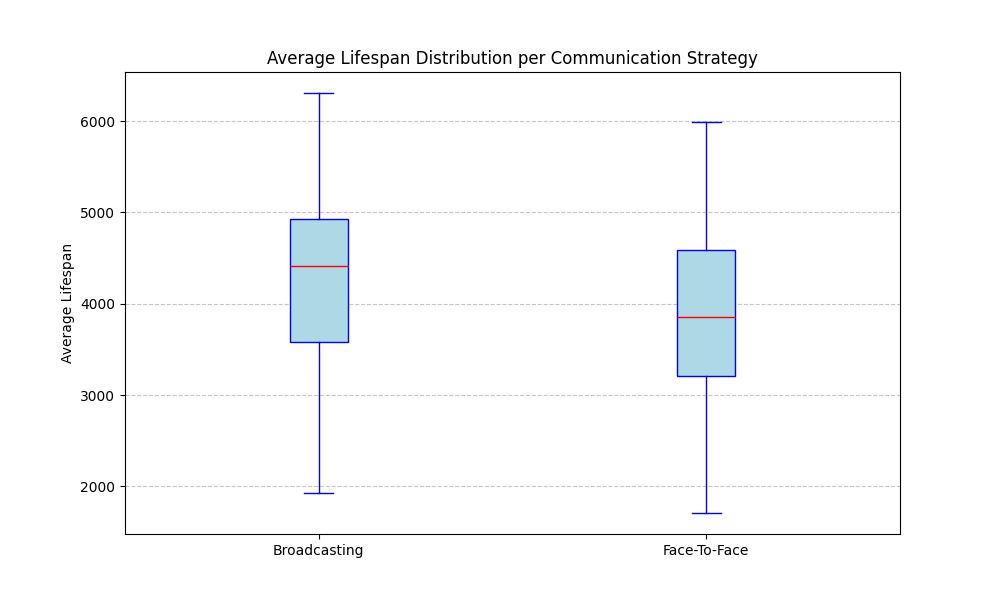 Average Lifespan Distribution per Communication Strategy
Average Lifespan
6000
5000
4000
3000
2000
Broadcasting
Face-To-Face